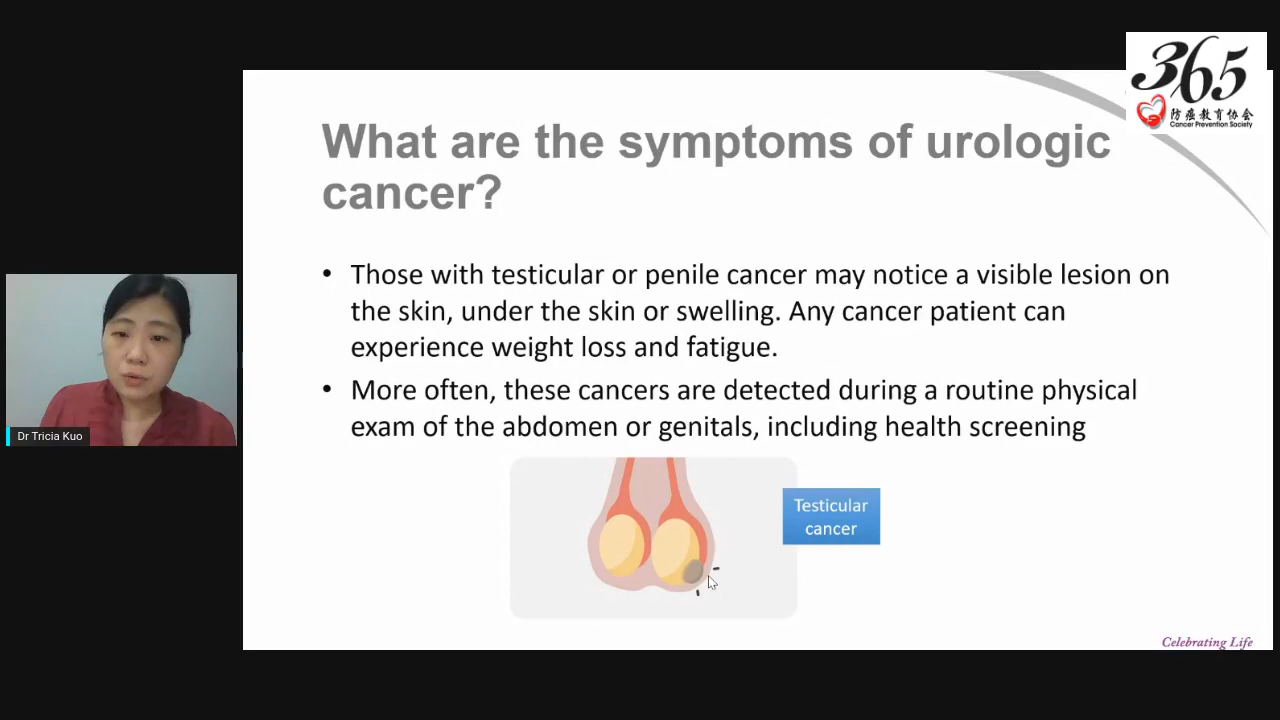 365
防癌教育协会
Cancer Prevention Society
What are the symptoms of urologic
cancer?
• Those with testicular or penile cancer may notice a visible lesion on
the skin, under the skin or swelling. Any cancer patient can
experience weight loss and fatigue.
• More often, these cancers are detected during a routine physical
exam of the abdomen or genitals, including health screening
Dr Tricia Kuo
Testicular
cancer
Celebrating Life